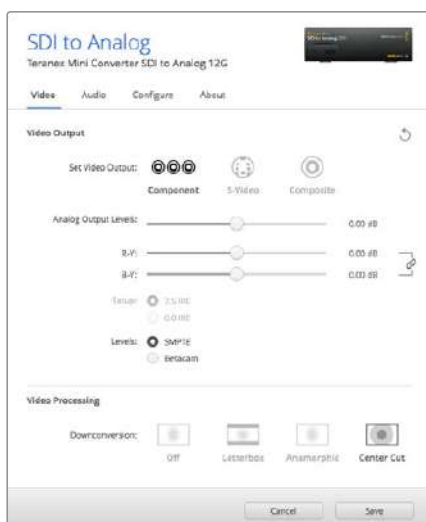 SDI to Analog
Teranex Mini Converter SDI to Analog 12G
Video Audio Configure About
Video Output
Set Video Output:
Component S-Video Composite
Analog Output Levels: 0.00 dB
R-Y: 0.00 dB
B-Y: 0.00 dB
Setup: 7.5 IRE
0.0 IRE
Levels: SMPTE
Betacam
Video Processing
Downconversion:
Off Letterbox Anamorphic Center Cut
Cancel Save